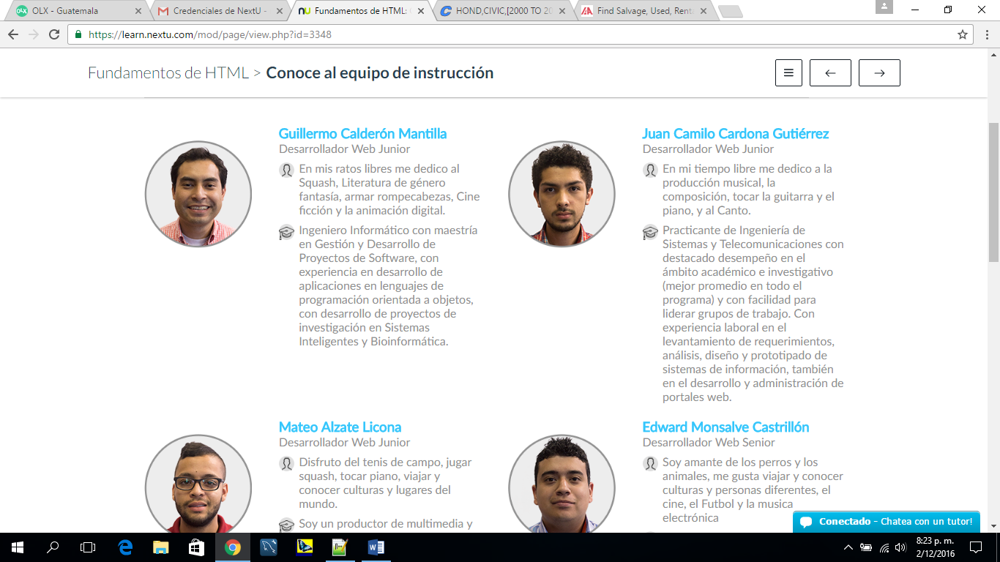 OLX - Guatemala
Credenciales de NextU -
Fundamentos de HTML:
HOND,CIVIC,[2000 TO 20
Find Salvage, Used, Rent
https://learn.nextu.com/mod/page/view.php?id=3348
Fundamentos de HTML > Conoce al equipo de instrucción
Guillermo Calderón Mantilla
Desarrollador Web Junior
En mis ratos libres me dedico al
Squash, Literatura de género
fantasía, armar rompecabezas, Cine
ficción y la animación digital.
Ingeniero Informático con maestría
en Gestión y Desarrollo de
Proyectos de Software, con
experiencia en desarrollo de
aplicaciones en lenguajes de
programación orientada a objetos,
con desarrollo de proyectos de
investigación en Sistemas
Inteligentes y Bioinformática.
Juan Camilo Cardona Gutiérrez
Desarrollador Web Junior
En mi tiempo libre me dedico a la
producción musical, la
composición, tocar la guitarra y el
piano, y al Canto.
Practicante de Ingeniería de
Sistemas y Telecomunicaciones con
destacado desempeño en el
ámbito académico e investigativo
(mejor promedio en todo el
programa) y con facilidad para
liderar grupos de trabajo. Con
experiencia laboral en el
levantamiento de requerimientos,
análisis, diseño y prototipado de
sistemas de información, también
en el desarrollo y administración de
portales web.
Mateo Alzate Licona
Desarrollador Web Junior
Disfruto del tenis de campo, jugar
squash, tocar piano, viajar y
conocer culturas y lugares del
mundo.
Soy un productor de multimedia y
Edward Monsalve Castrillón
Desarrollador Web Senior
Soy amante de los perros y los
animales, me gusta viajar y conocer
culturas y personas diferentes, el
cine, el Futbol y la musica
electrónica
Conectado - Chatea con un tutor!
8:23 p. m.
2/12/2016